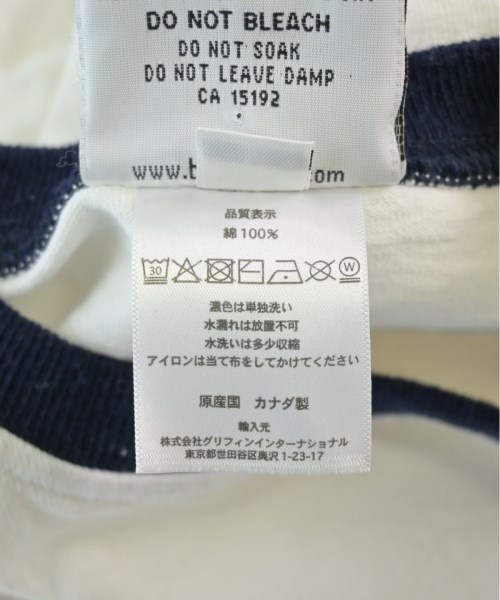 DO NOT BLEACH
DO NOT SOAK
DO NOT LEAVE DAMP
CA 15192
品質表示
綿100%
30
W
濃色は単独洗い
水漏れは放置不可
水洗いは多少収縮
アイロンは当て布をしてかけてください
原産国 カナダ製
輸入元
株式会社グリフィンインターナショナル
東京都世田谷区奥沢1-23-17